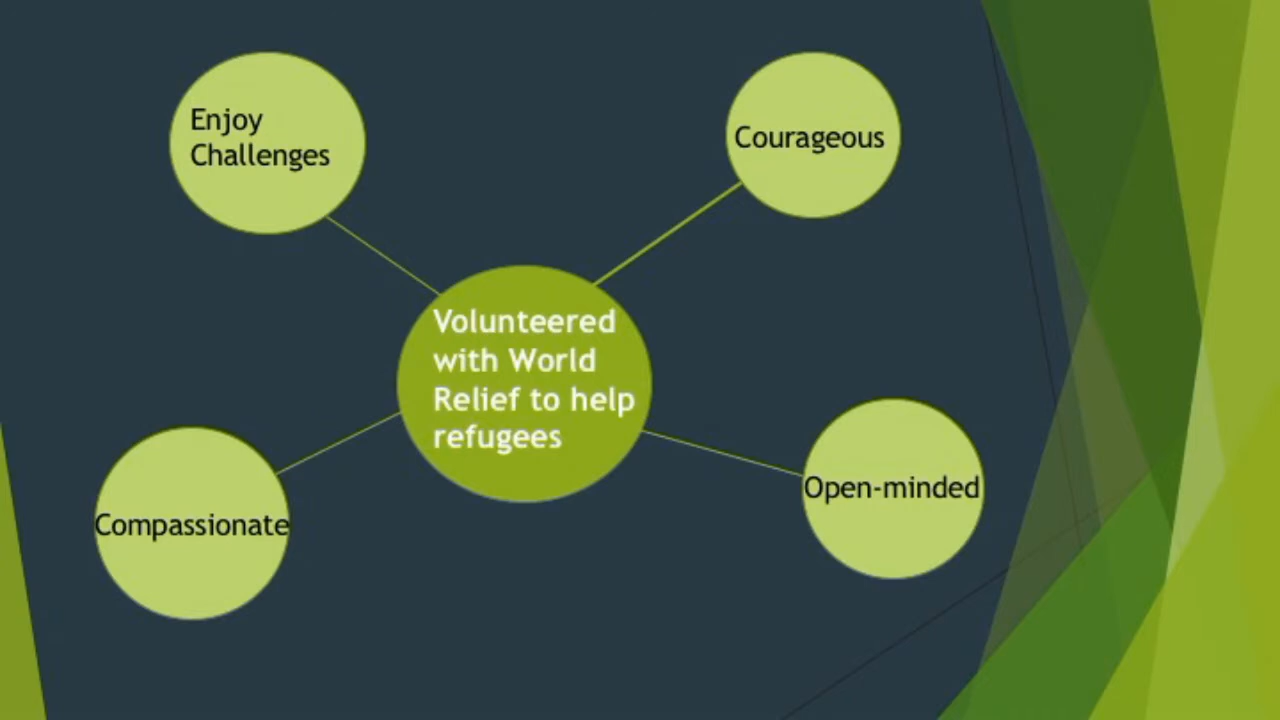 Enjoy
Challenges
Courageous
Volunteered
with World
Relief to help
refugees
Open-minded
Compassionate